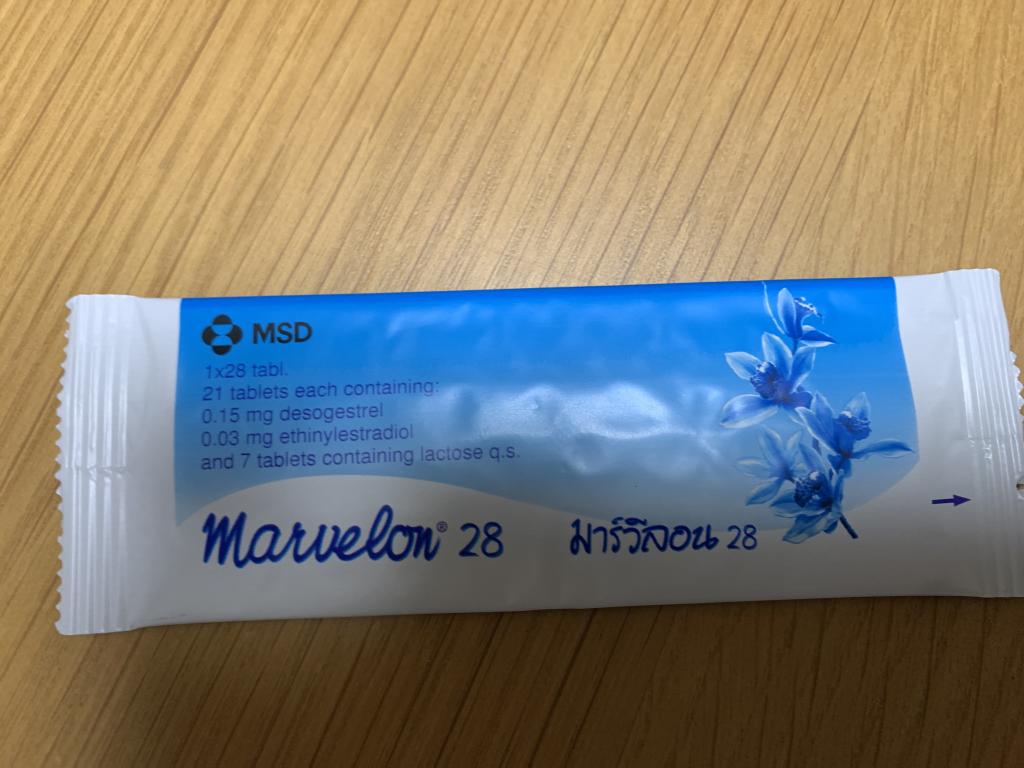 MSD
1x28 tabl.
21 tablets each containing:
0.15 mg desogestrel
0.03 mg ethinylestradiol
and 7 tablets containing lactose q.s.
Marvelon® 28
มาร์วีลอน 28